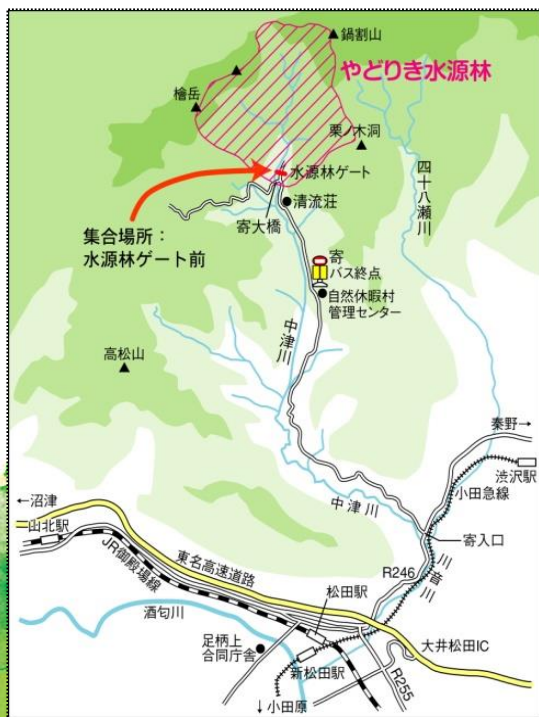 鍋割山
やどりき水源林
檜岳
栗ノ木洞
水源林ゲート
清流荘
寄大橋
集合場所：
水源林ゲート前
四十八瀬川
寄
バス終点
自然休暇村
管理センター
中津川
高松山
秦野→
渋沢駅
小田急線
←沼津
山北駅
中津川
寄入口
東名高速道路
JR御殿場線
R246
川音川
松田駅
酒匂川
足柄上
合同庁舎
大井松田IC
新松田駅
R255
↓小田原